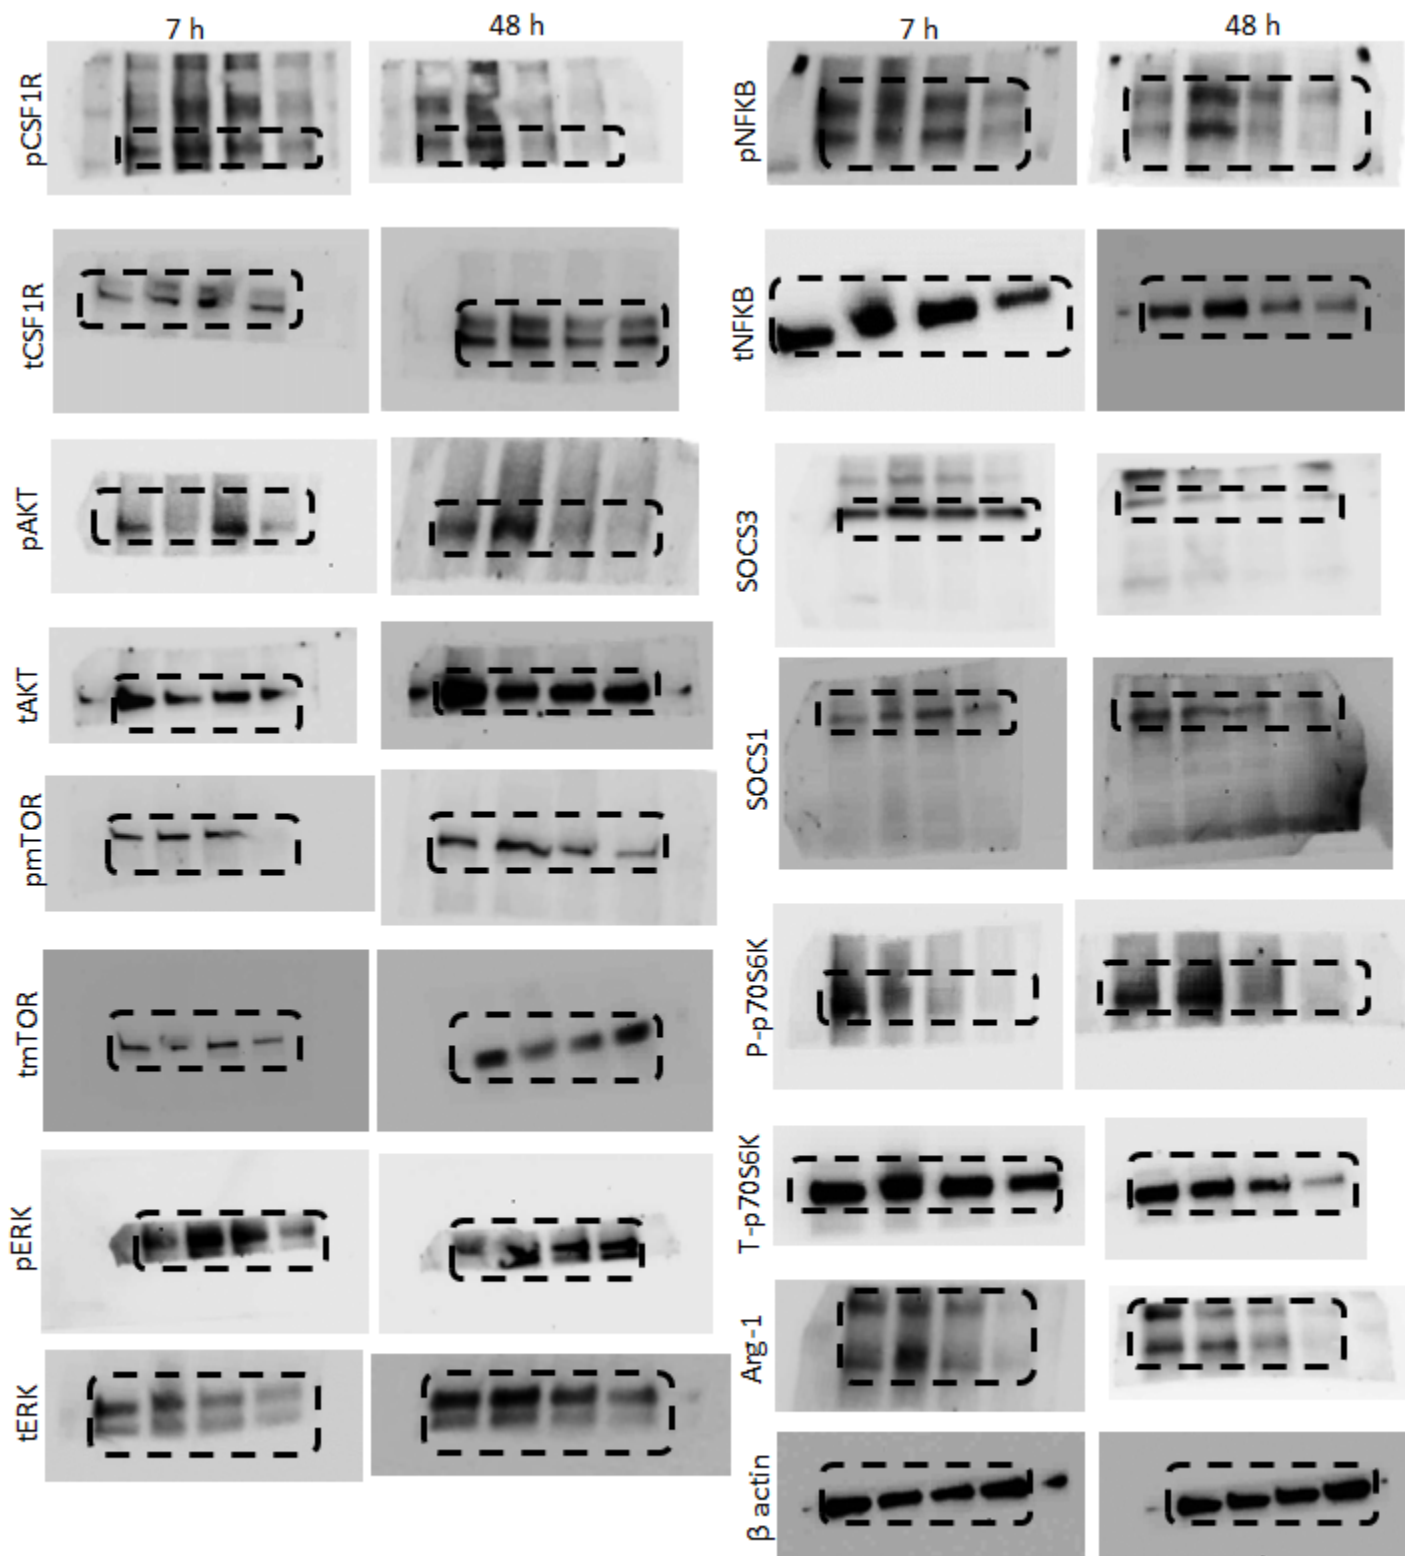 7 h
48 h
pCSF1R
tCSF1R
pAKT
tAKT
pmTOR
tmTOR
pERK
tERK
7 h
48 h
pNFKB
tNFKB
SOCS3
SOCS1
P-p70S6K
T-p70S6K
Arg-1
β actin